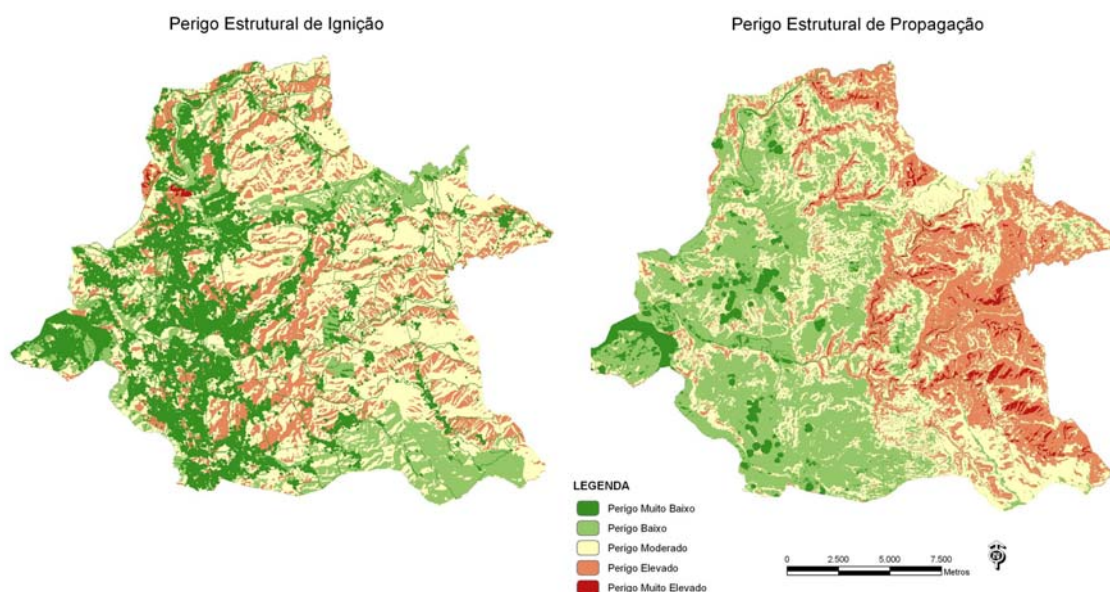 Perigo Estrutural de Ignição
Perigo Estrutural de Propagação
LEGENDA
Perigo Muito Baixo
Perigo Baixo
Perigo Moderado
Perigo Elevado
Perigo Muito Elevado
0 2.500 5.000 7.500
Metros